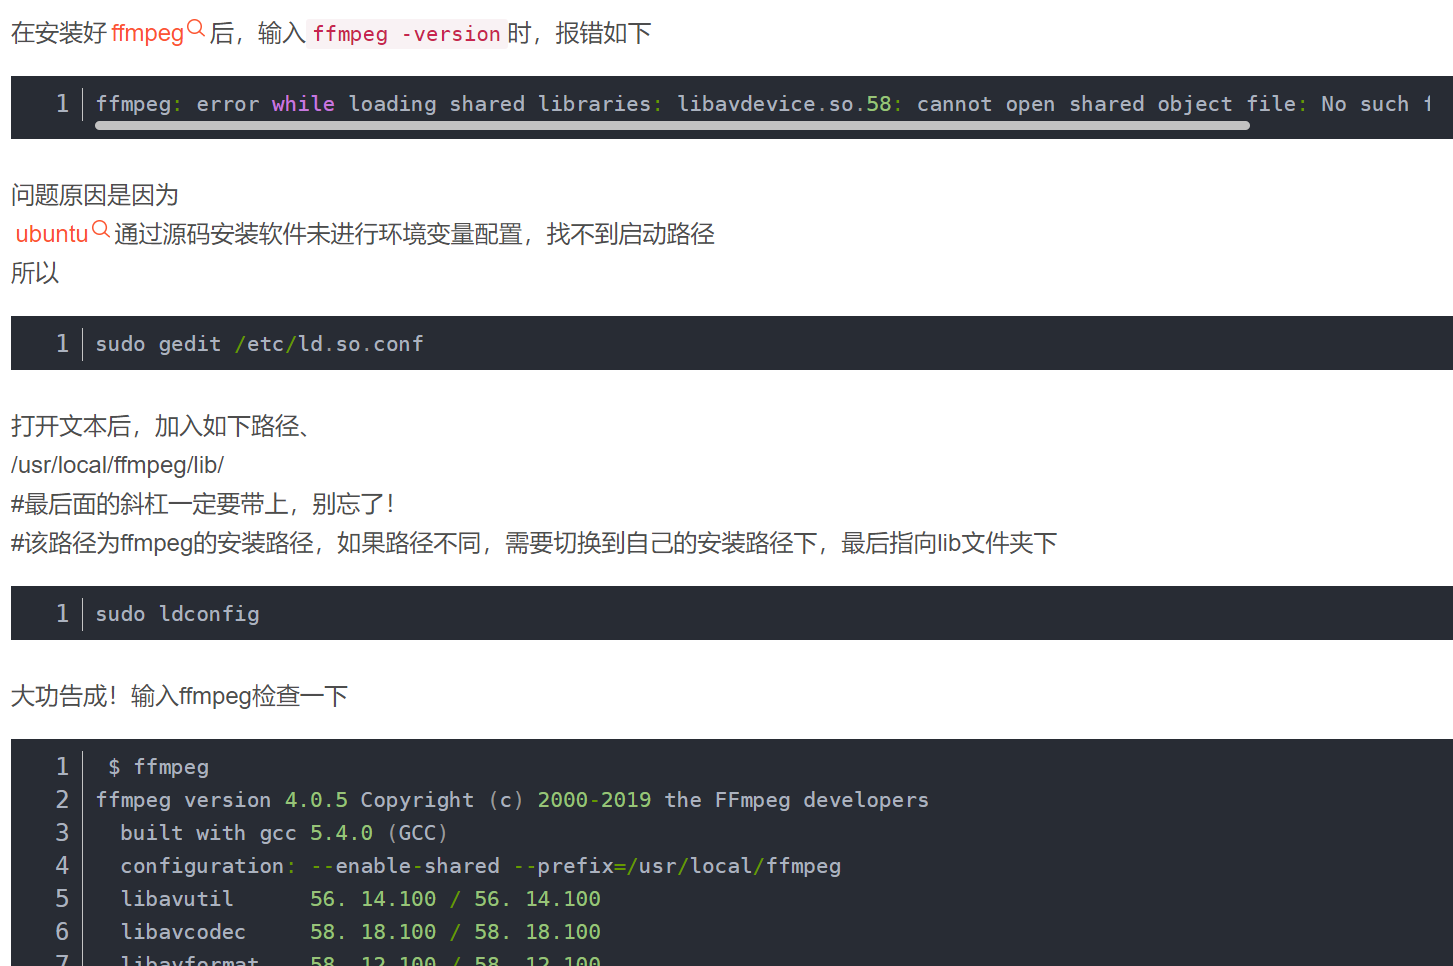 在安装好 ffmpeg 后，输入 ffmpeg -version 时，报错如下
1 ffmpeg: error while loading shared libraries: libavdevice.so.58: cannot open shared object file: No such
问题原因是因为
ubuntu 通过源码安装软件未进行环境变量配置，找不到启动路径
所以
1 sudo gedit /etc/ld.so.conf
打开文本后，加入如下路径、
/usr/local/ffmpeg/lib/
#最后面的斜杠一定要带上，别忘了！
#该路径为ffmpeg的安装路径，如果路径不同，需要切换到自己的安装路径下，最后指向lib文件夹下
1 sudo ldconfig
大功告成！输入ffmpeg检查一下
1 $ ffmpeg
2 ffmpeg version 4.0.5 Copyright (c) 2000-2019 the FFmpeg developers
3 built with gcc 5.4.0 (GCC)
4 configuration: --enable-shared --prefix=/usr/local/ffmpeg
5 libavutil 56. 14.100 / 56. 14.100
6 libavcodec 58. 18.100 / 58. 18.100
7 libavformat 58. 12.100 / 58. 12.100